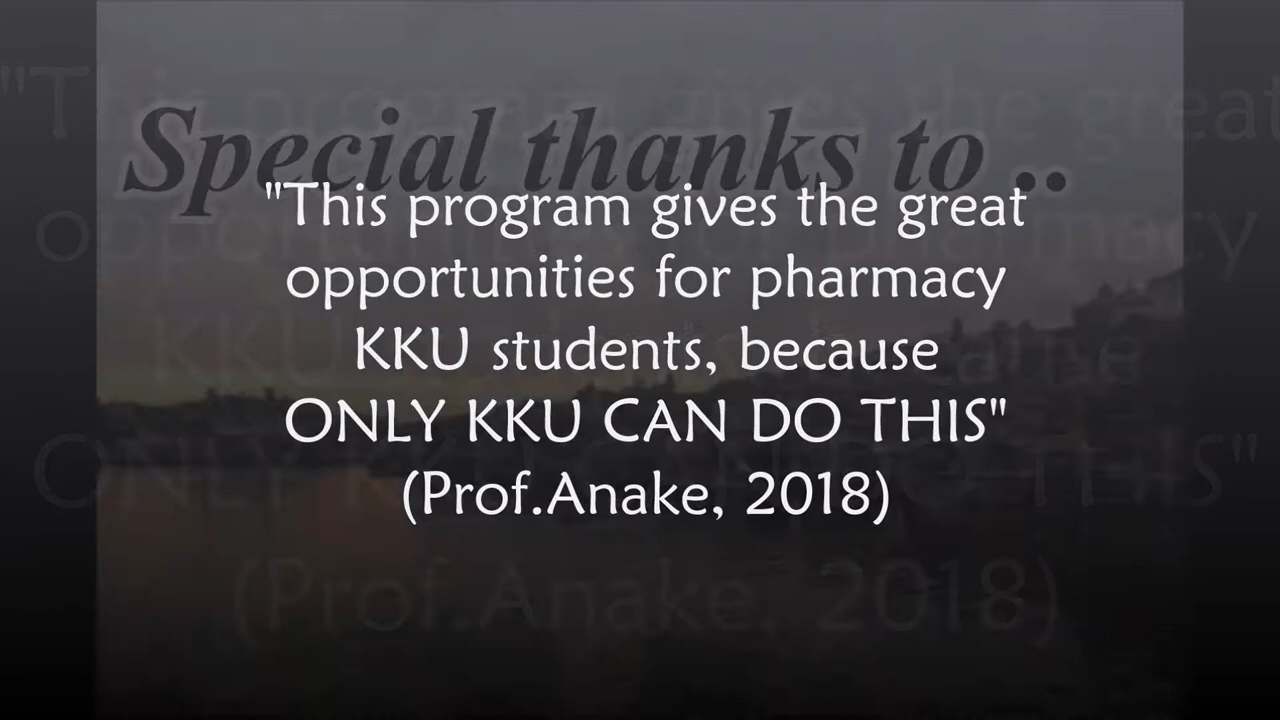 Special thanks to ..
"This program gives the great
opportunities for pharmacy
KKU students, because
ONLY KKU CAN DO THIS"
(Prof.Anake, 2018)